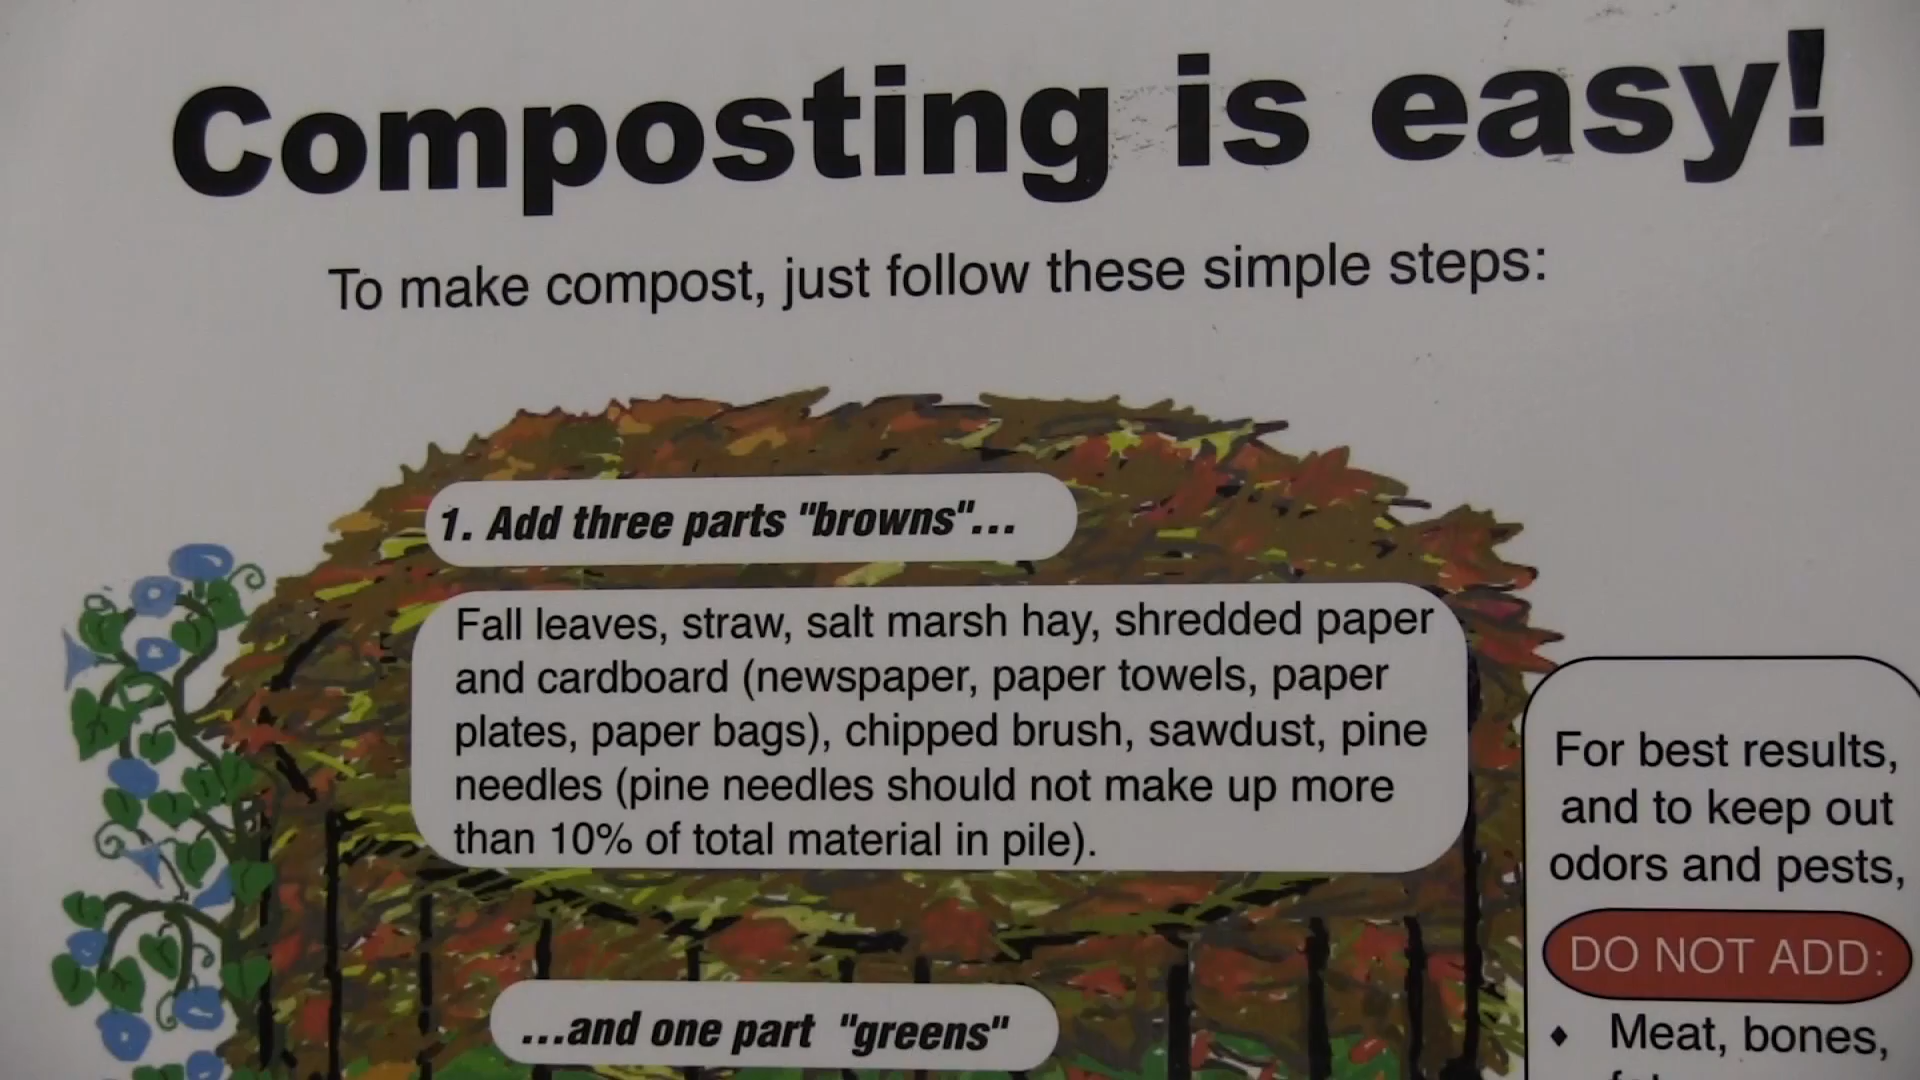 Composting is easy!
To make compost, just follow these simple steps:
1. Add three parts "browns"...
Fall leaves, straw, salt marsh hay, shredded paper
and cardboard (newspaper, paper towels, paper
plates, paper bags), chipped brush, sawdust, pine
needles (pine needles should not make up more
than 10% of total material in pile).
...and one part "greens"
For best results,
and to keep out
odors and pests,
DO NOT ADD:
♦ Meat, bones,